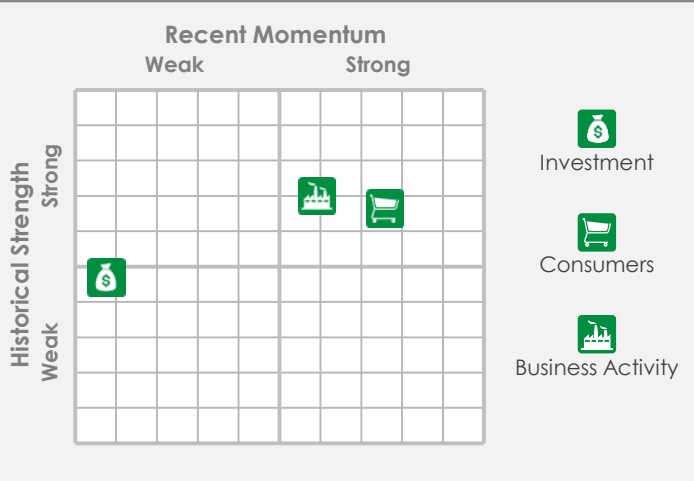 Recent Momentum
Weak
Strong
Historical Strength
Strong
Weak
$
$
Investment
Consumers
Business Activity